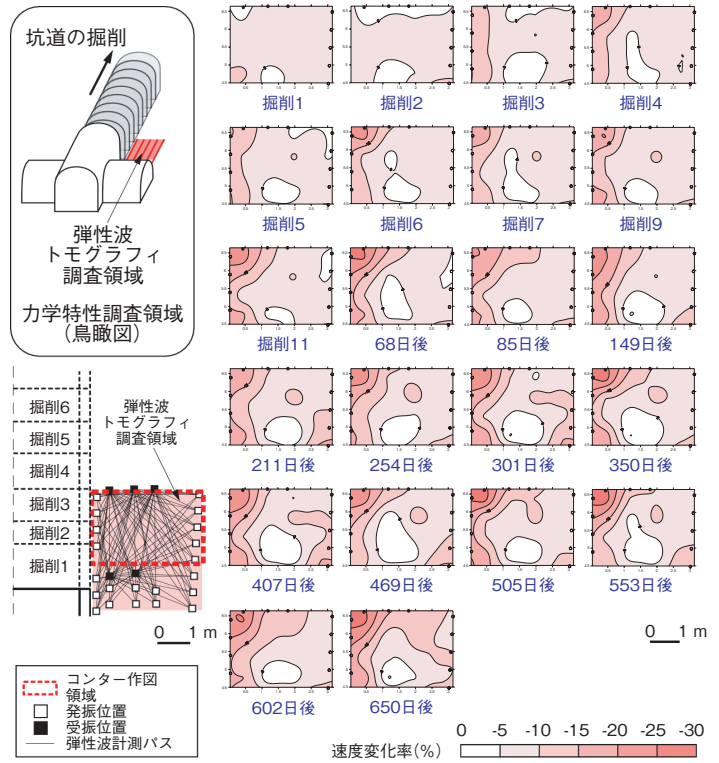 坑道の掘削
弾性波
トモグラフィ
調査領域
力学特性調査領域
(鳥瞰図)
掘削1
掘削2
掘削3
掘削4
掘削5
掘削6
掘削7
掘削9
掘削11
68日後
85日後
149日後
211日後
254日後
301日後
350日後
407日後
469日後
505日後
553日後
602日後
650日後
掘削6
掘削5
掘削4
掘削3
掘削2
掘削1
弾性波
トモグラフィ
調査領域
0 1 m
0 1 m
コンター作図
領域
発振位置
受振位置
弾性波計測パス
速度変化率(%)
0 -5 -10 -15 -20 -25 -30